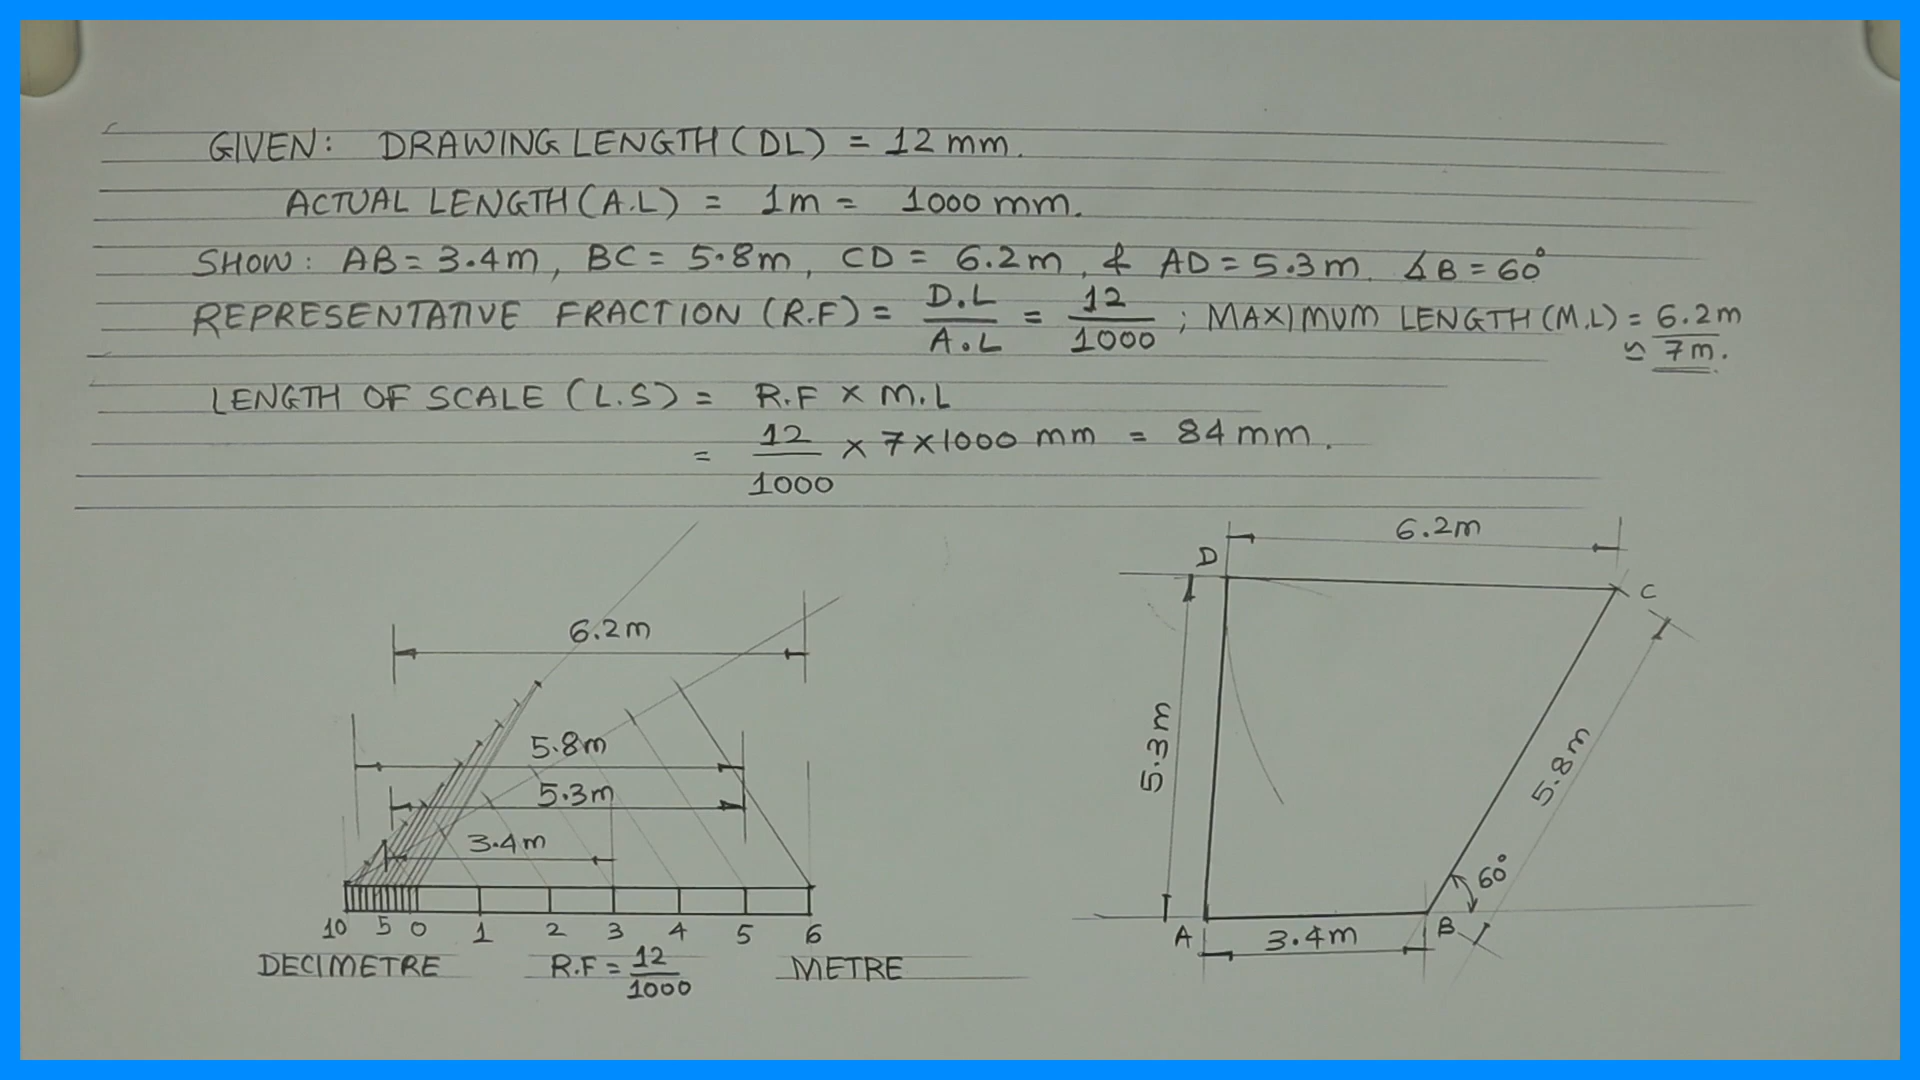 GIVEN: DRAWING LENGTH (DL) = 12 mm.
ACTUAL LENGTH (A.L) = 1m = 1000 mm.
SHOW: AB = 3.4m, BC = 5.8m, CD = 6.2m, & AD = 5.3m. ∡B = 60°
REPRESENTATIVE FRACTION (R.F) = D.L / A.L = 12 / 1000 ; MAXIMUM LENGTH (M.L) = 6.2m
≈ 7m.
LENGTH OF SCALE (L.S) = R.F × M.L
= 12 / 1000 × 7×1000 mm = 84 mm.
6.2m
5.8m
5.3m
3.4m
10 5 0 1 2 3 4 5 6
DECIMETRE R.F = 12 / 1000 METRE
6.2m
D
C
5.3m
5.8m
60°
A
B
3.4m